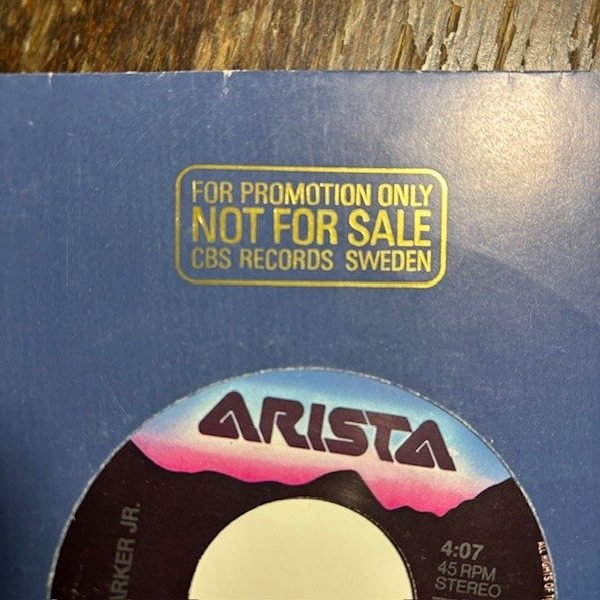 FOR PROMOTION ONLY
NOT FOR SALE
CBS RECORDS SWEDEN
ARISTA
ARKER JR.
4:07
45 RPM
STEREO